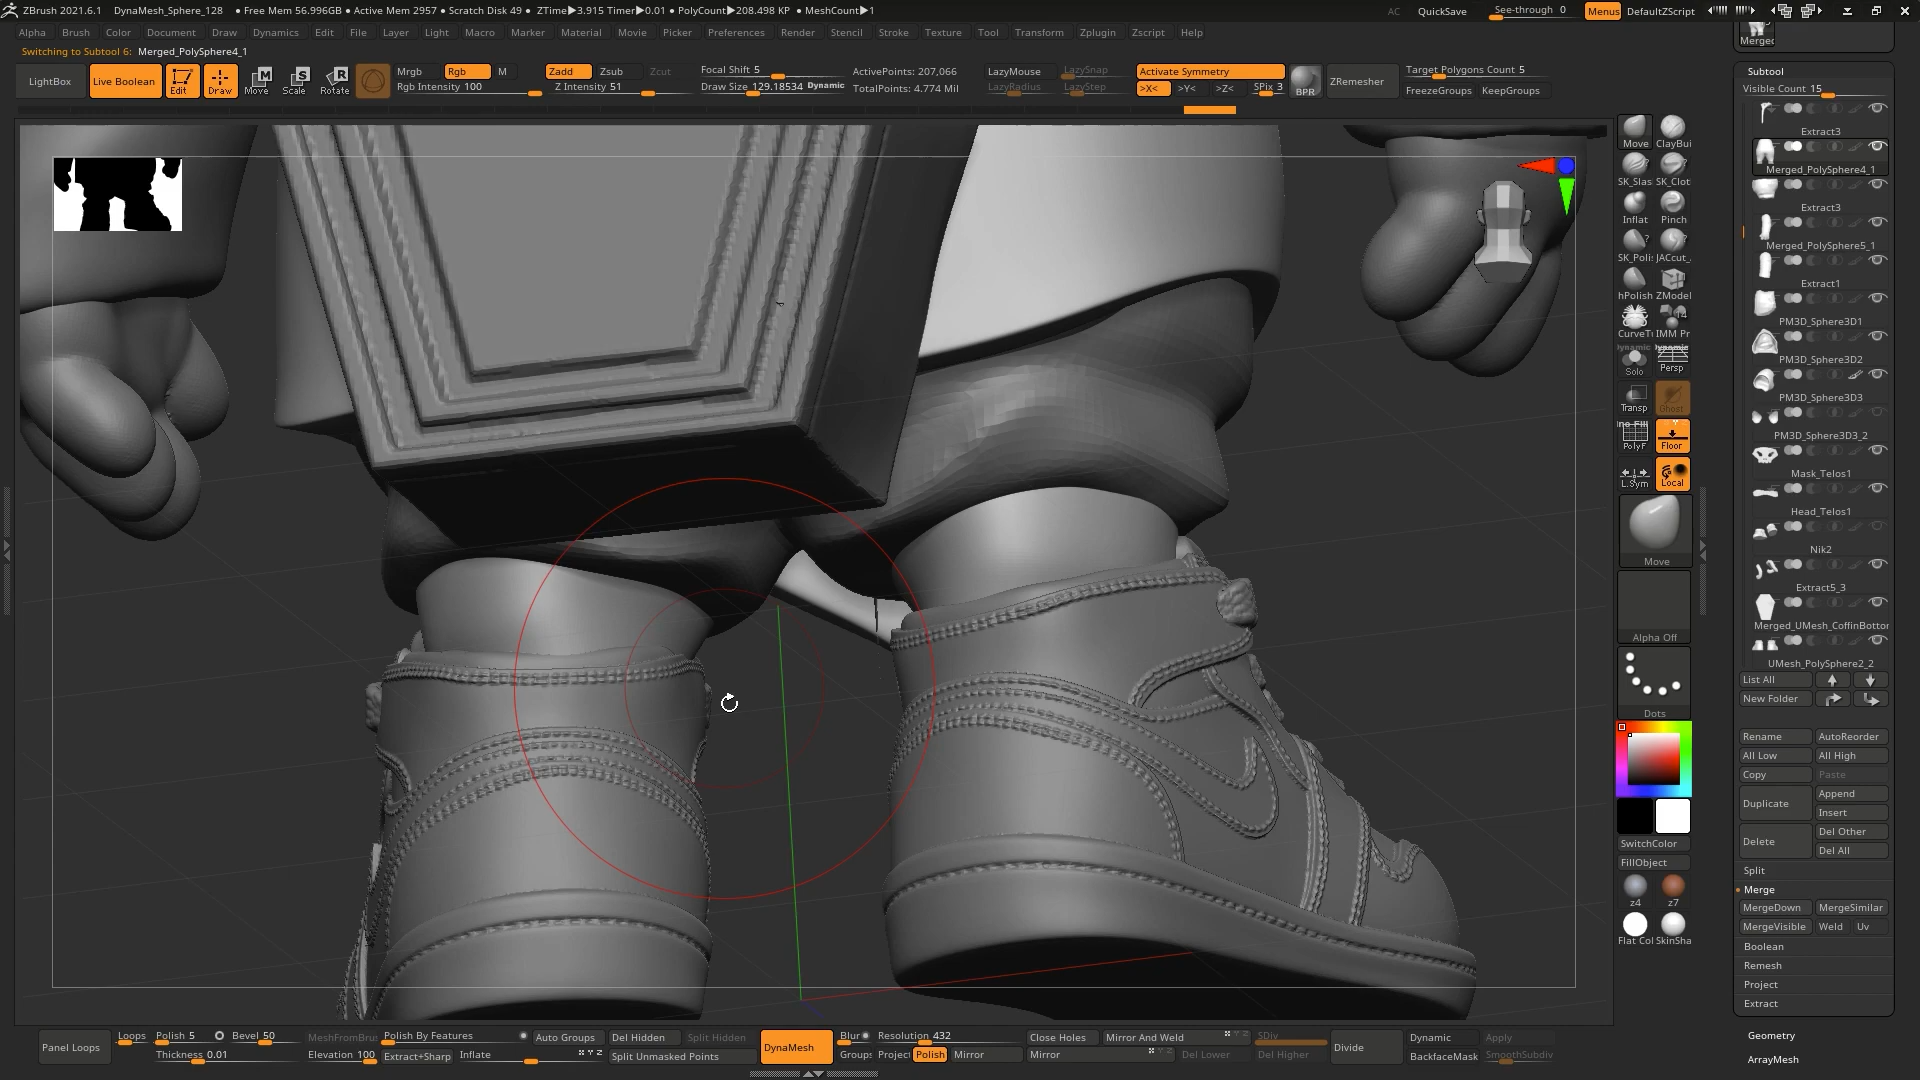 ZBrush 2021.6.1 DynaMesh_Sphere_128 ● Free Mem 56.996GB ● Active Mem 2957 ● Scratch Disk 49 ● ZTime▶3.915 Timer▶0.01 ● PolyCount▶208.498 KP ● MeshCount▶1 AC QuickSave See-through 0 Menus DefaultZScript
Alpha Brush Color Document Draw Dynamics Edit File Layer Light Macro Marker Material Movie Picker Preferences Render Stencil Stroke Texture Tool Transform Zplugin Zscript Help
Switching to Subtool 6: Merged_PolySphere4_1
LightBox Live Boolean Edit Draw Move Scale Rotate
Mrgb Rgb M Zadd Zsub Zcut Focal Shift 5 ActivePoints: 207,066 LazyMouse LazySnap Activate Symmetry ZRemesher Target Polygons Count 5
Rgb Intensity 100 Z Intensity 51 Draw Size 129.18534 Dynamic TotalPoints: 4.774 Mil LazyRadius LazyStep >X< >Y< >Z< SPix 3 BPR FreezeGroups KeepGroups
Move ClayBui
SK_Slas SK_Clot
Inflat Pinch
SK_Polis JACcut_
hPolish ZModel
CurveTi IMM Pr
14
Dynamic
Solo Persp
Transp Ghost
PolyF Floor
L.Sym Local
Move
Alpha Off
Dots
SwitchColor
FillObject
z4 z7
Flat Col SkinSha
Merged
Subtool
Visible Count 15
Extract3
Merged_PolySphere4_1
Extract3
Merged_PolySphere5_1
Extract1
PM3D_Sphere3D1
PM3D_Sphere3D2
PM3D_Sphere3D3
PM3D_Sphere3D3_2
Mask_Telos1
Head_Telos1
Nik2
Extract5_3
Merged_UMesh_CoffinBottor
UMesh_PolySphere2_2
List All
New Folder
Rename AutoReorder
All Low All High
Copy Paste
Duplicate Append
Insert
Delete Del Other
Del All
Split
Merge
MergeDown MergeSimilar
MergeVisible Weld Uv
Boolean
Remesh
Project
Extract
Geometry
ArrayMesh
Panel Loops Loops Polish 5 Bevel 50 MeshFromBrus Polish By Features Auto Groups Del Hidden Split Hidden DynaMesh Blur Resolution 432 Close Holes Mirror And Weld SDiv Divide Dynamic Apply
Thickness 0.01 Elevation 100 Extract+Sharp Inflate Split Unmasked Points Groups Project Polish Mirror Mirror Del Lower Del Higher BackfaceMask SmoothSubdiv